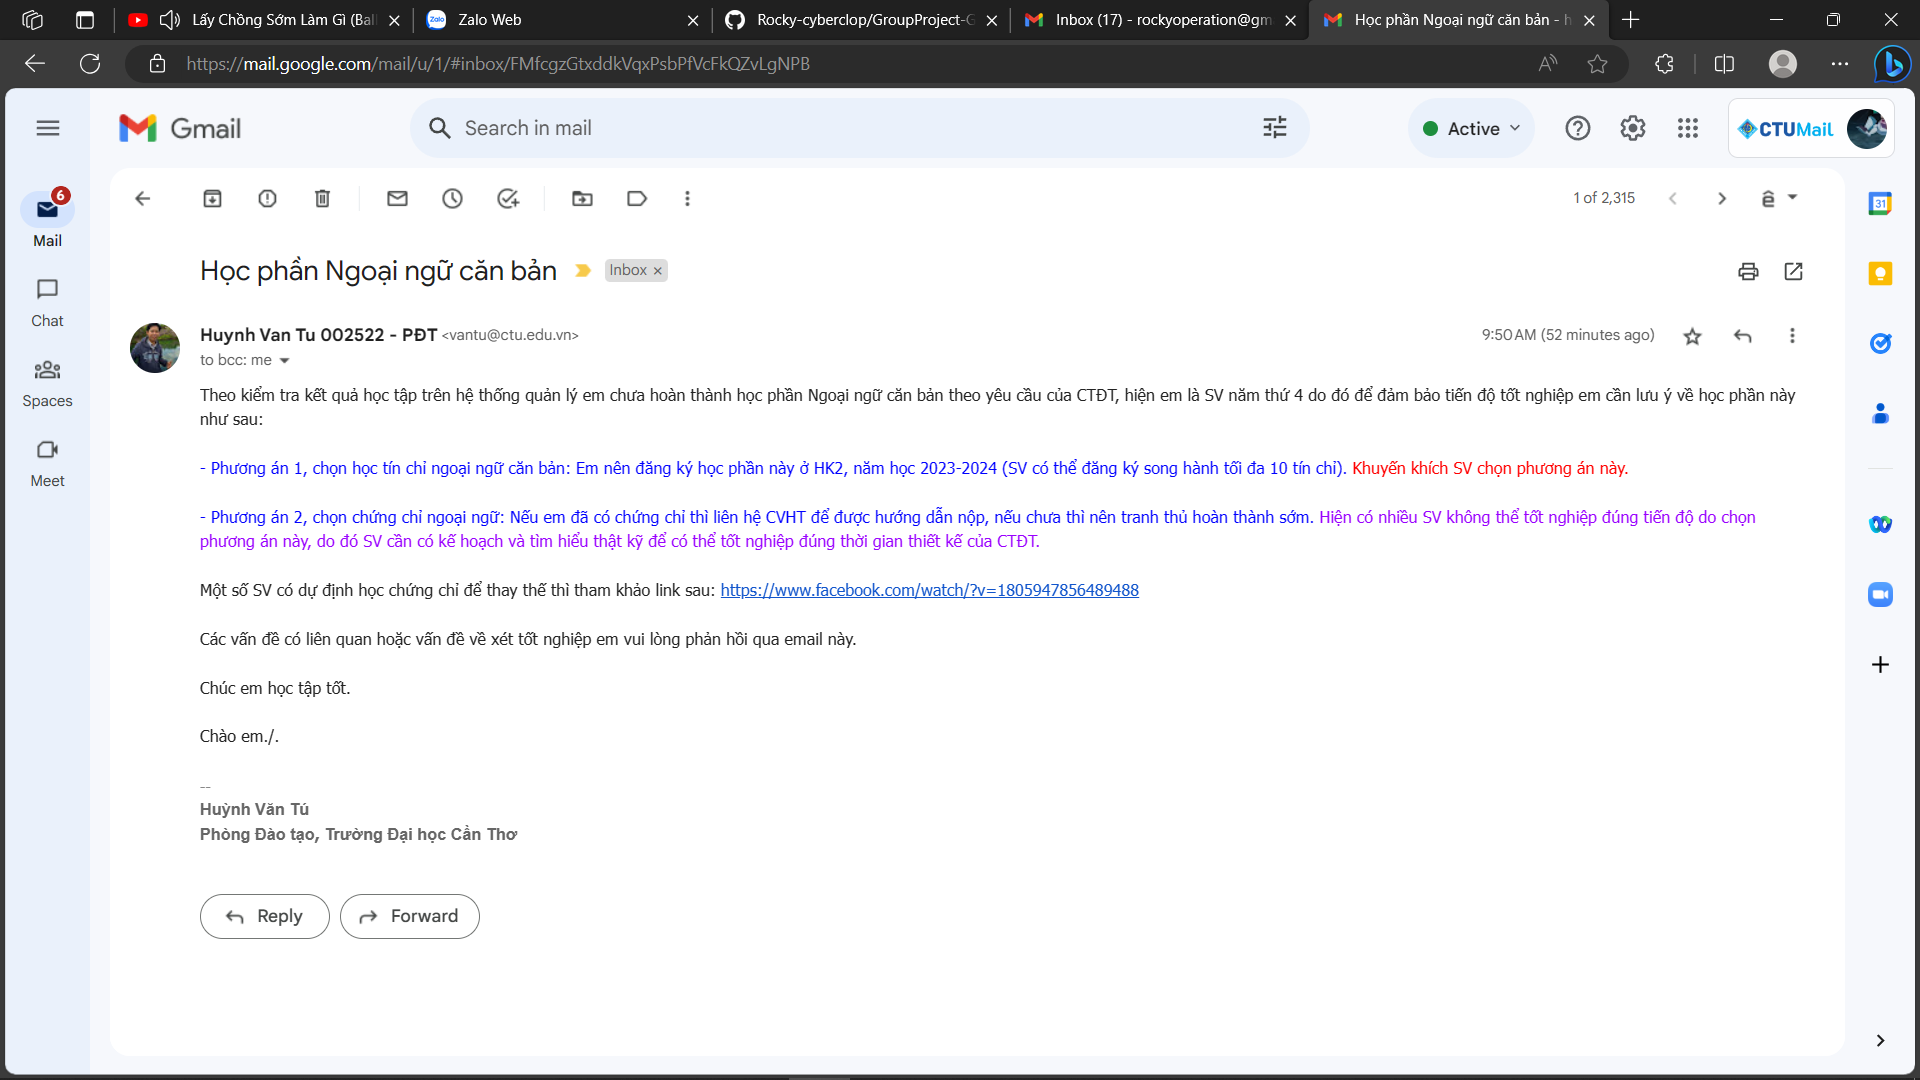 Lấy Chồng Sớm Làm Gì (Ball
Zalo Web
Rocky-cyberclop/GroupProject-G
Inbox (17) - rockyoperation@gm
Học phần Ngoại ngữ căn bản - h
https://mail.google.com/mail/u/1/#inbox/FMfcgzGtxddkVqxPsbPfVcFkQZvLgNPB
Gmail
Search in mail
Active
CTUMail
6
Mail
Chat
Spaces
Meet
1 of 2,315
31
Học phần Ngoại ngữ căn bản
Inbox
Huynh Van Tu 002522 - PĐT <vantu@ctu.edu.vn>
9:50 AM (52 minutes ago)
to bcc: me
Theo kiểm tra kết quả học tập trên hệ thống quản lý em chưa hoàn thành học phần Ngoại ngữ căn bản theo yêu cầu của CTĐT, hiện em là SV năm thứ 4 do đó để đảm bảo tiến độ tốt nghiệp em cần lưu ý về học phần này
như sau:
- Phương án 1, chọn học tín chỉ ngoại ngữ căn bản: Em nên đăng ký học phần này ở HK2, năm học 2023-2024 (SV có thể đăng ký song hành tối đa 10 tín chỉ). Khuyến khích SV chọn phương án này.
- Phương án 2, chọn chứng chỉ ngoại ngữ: Nếu em đã có chứng chỉ thì liên hệ CVHT để được hướng dẫn nộp, nếu chưa thì nên tranh thủ hoàn thành sớm. Hiện có nhiều SV không thể tốt nghiệp đúng tiến độ do chọn
phương án này, do đó SV cần có kế hoạch và tìm hiểu thật kỹ để có thể tốt nghiệp đúng thời gian thiết kế của CTĐT.
Một số SV có dự định học chứng chỉ để thay thế thì tham khảo link sau: https://www.facebook.com/watch/?v=1805947856489488
Các vấn đề có liên quan hoặc vấn đề về xét tốt nghiệp em vui lòng phản hồi qua email này.
Chúc em học tập tốt.
Chào em./.
--
Huỳnh Văn Tú
Phòng Đào tạo, Trường Đại học Cần Thơ
Reply
Forward